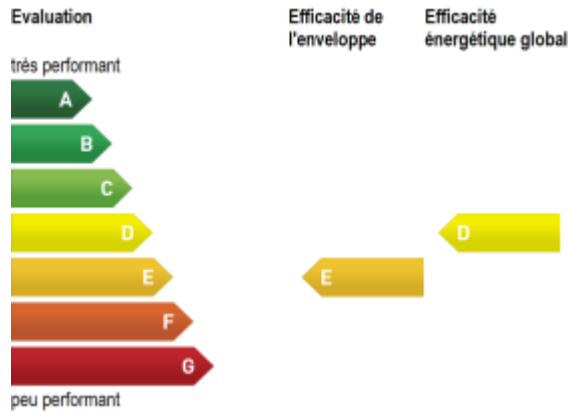 Evaluation
Efficacité de
l'enveloppe
Efficacité
énergétique global
très performant
A
B
C
D
D
E
E
F
G
peu performant